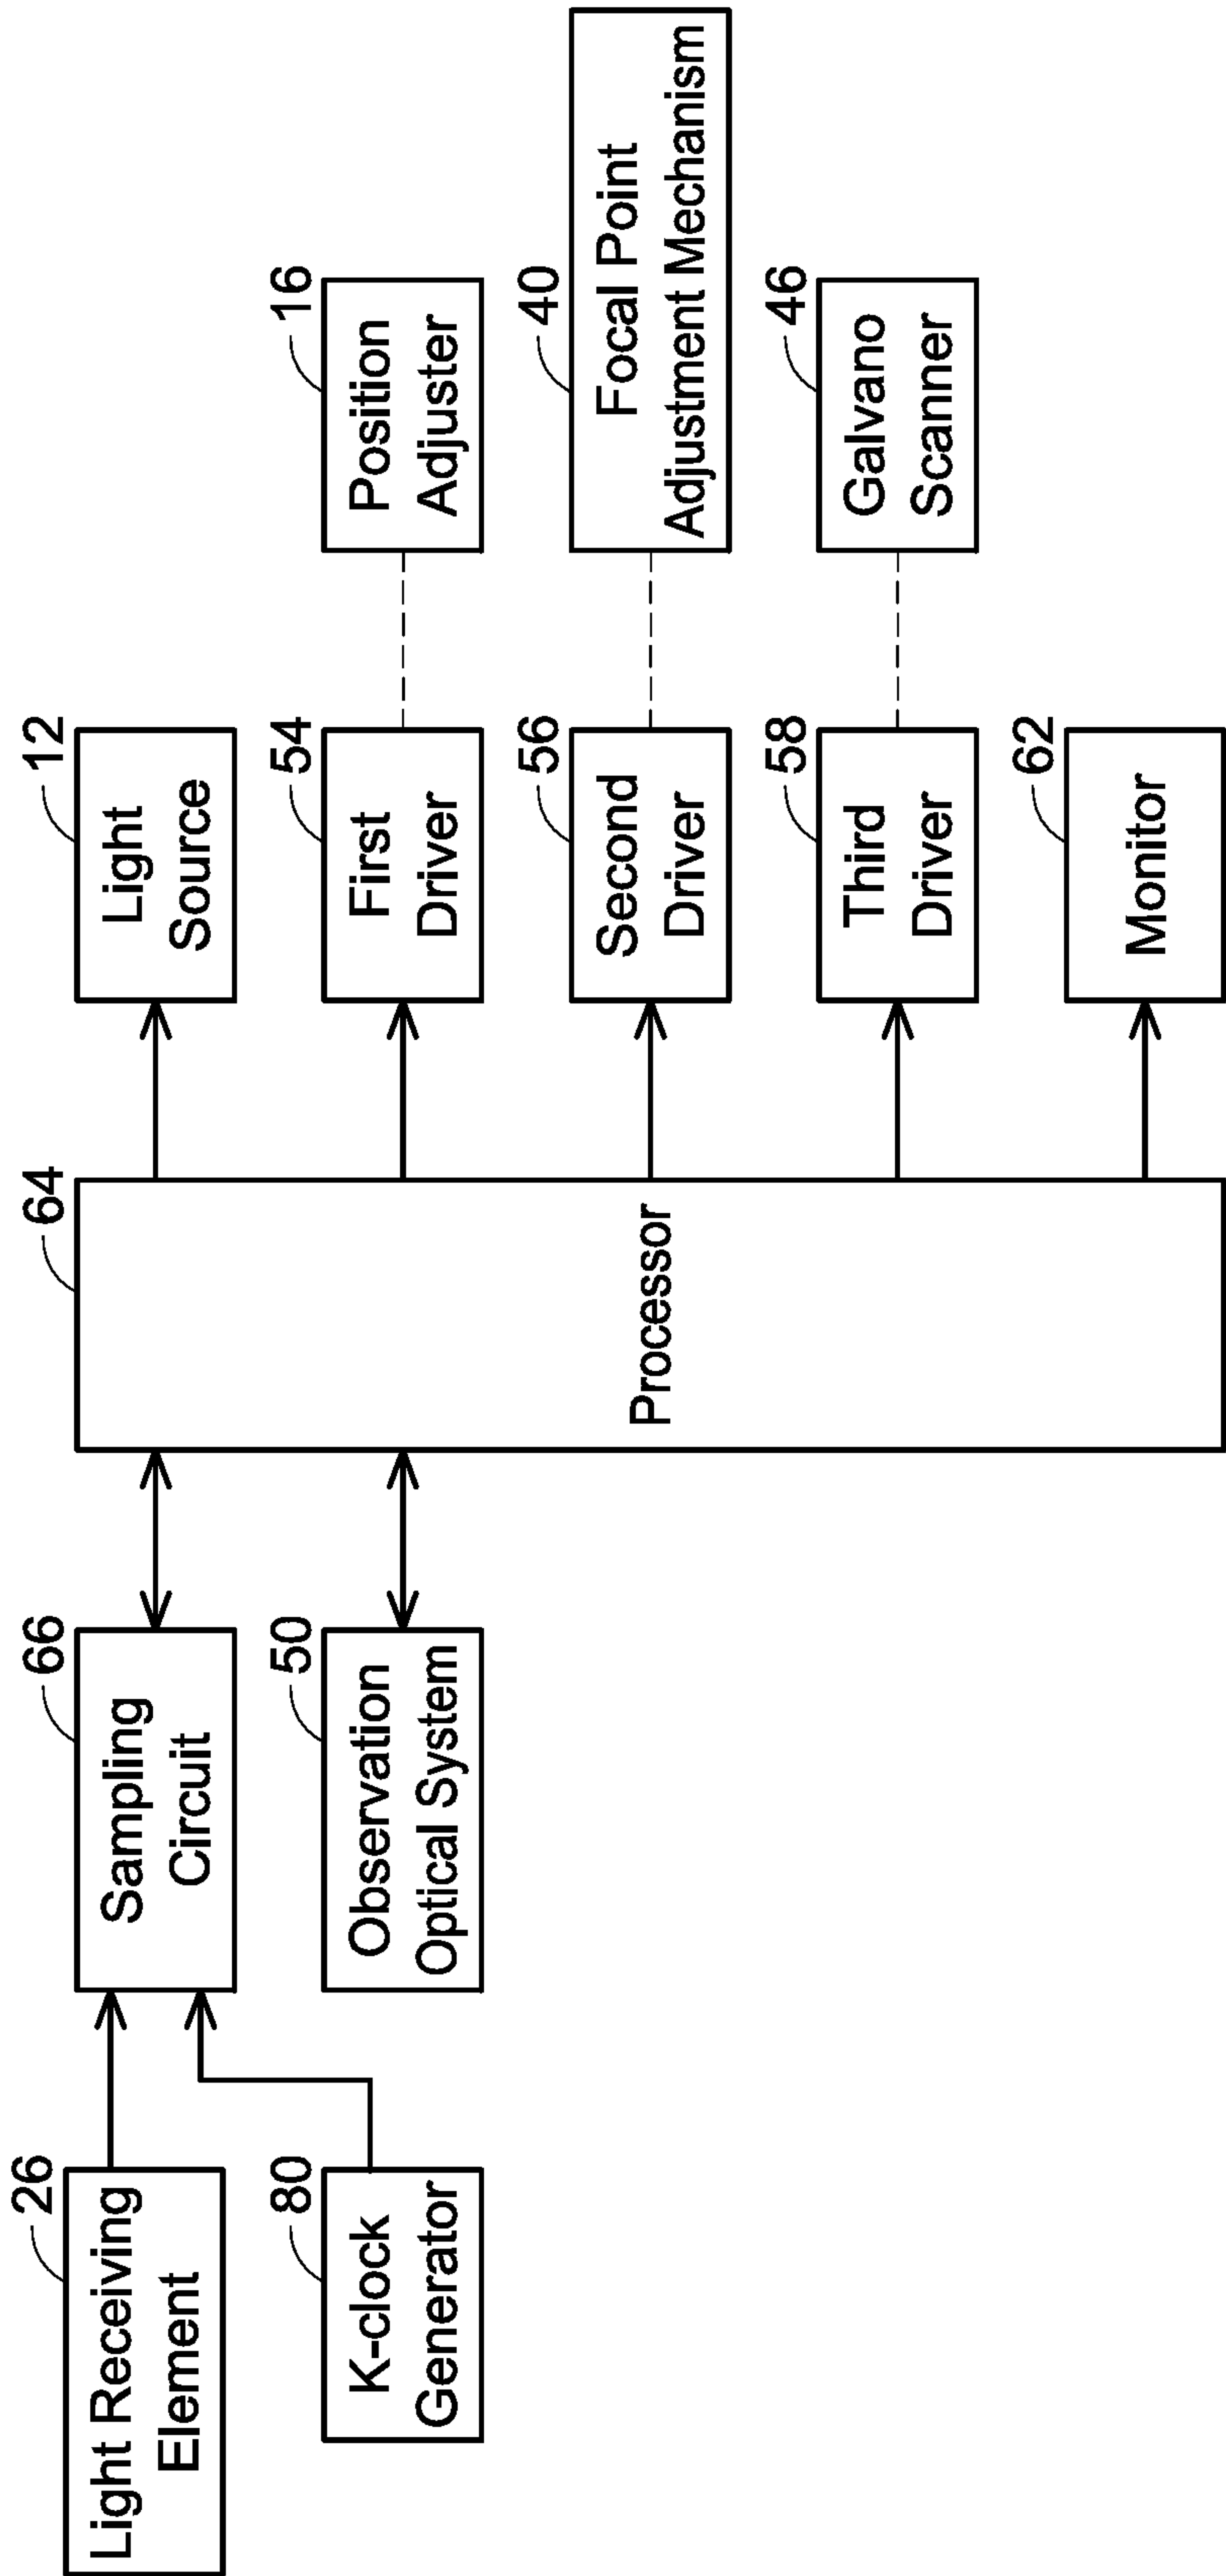 26
Light Receiving
Element
80
K-clock
Generator
66
Sampling
Circuit
50
Observation
Optical System
64
Processor
12
Light
Source
54
First
Driver
56
Second
Driver
58
Third
Driver
62
Monitor
16
Position
Adjuster
40
Focal Point
Adjustment Mechanism
46
Galvano
Scanner